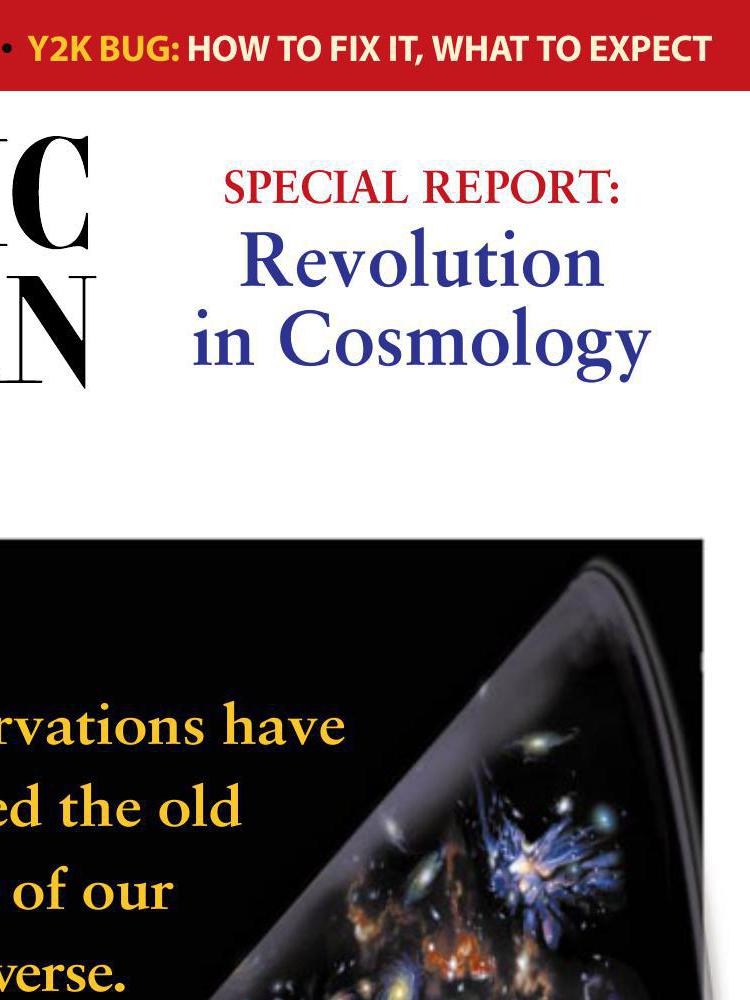 • Y2K BUG: HOW TO FIX IT, WHAT TO EXPECT
IC
AN
SPECIAL REPORT:
Revolution
in Cosmology
rvations have
ed the old
of our
verse.